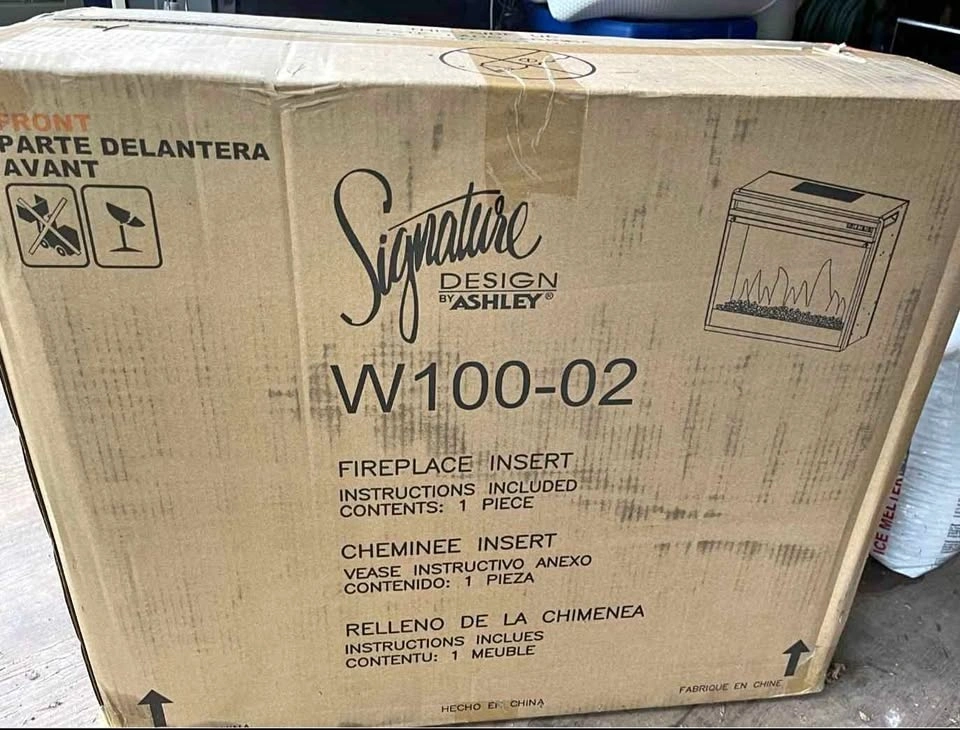 FRONT
PARTE DELANTERA
AVANT
Signature
DESIGN
BY ASHLEY®
W100-02
FIREPLACE INSERT
INSTRUCTIONS INCLUDED
CONTENTS: 1 PIECE
CHEMINEE INSERT
VEASE INSTRUCTIVO ANEXO
CONTENIDO: 1 PIEZA
RELLENO DE LA CHIMENEA
INSTRUCTIONS INCLUES
CONTENTU: 1 MEUBLE
FABRIQUE EN CHINE
HECHO EN CHINA
ICE MELTER